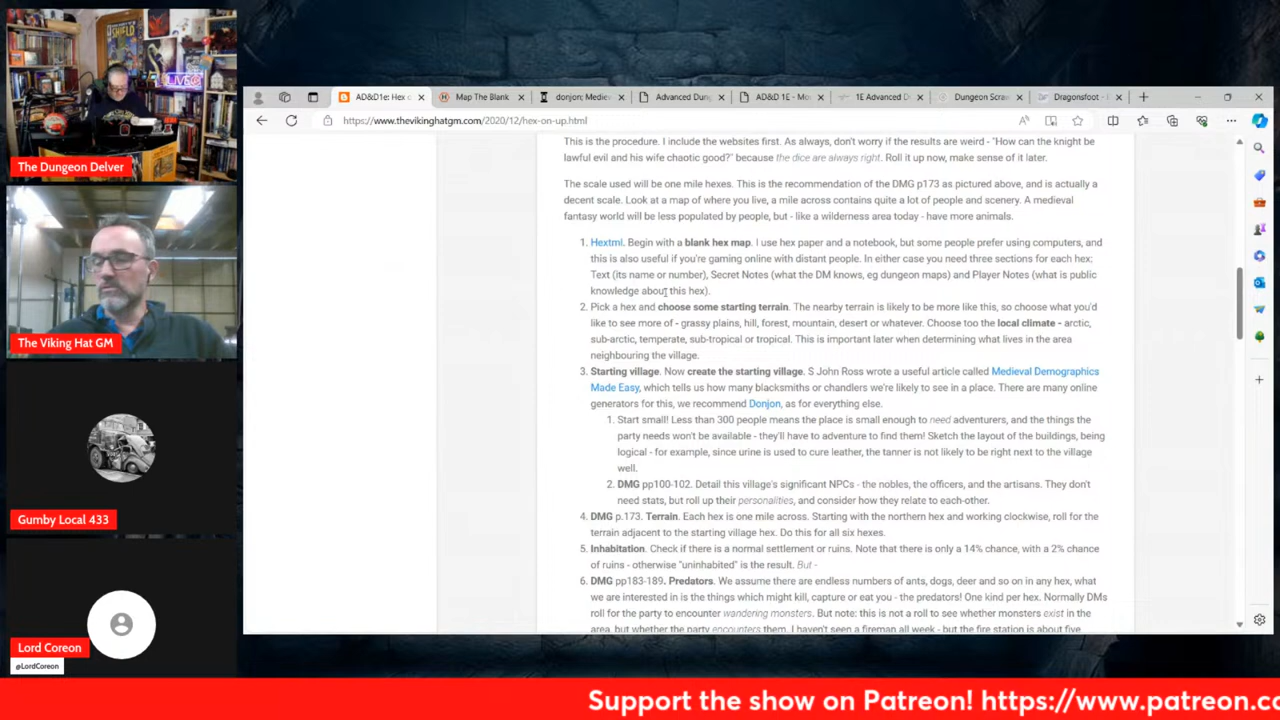 SHIELD
LIVE
The Dungeon Delver
The Viking Hat GM
Gumby Local 433
Lord Coreon
@LordCoreon
AD&D1e: Hex o
Map The Blank
donjon; Medie
Advanced Dun
AD&D 1E - Mo
1E Advanced D
Dungeon Scra
Dragonsfoot -
https://www.thevikinghatgm.com/2020/12/hex-on-up.html
This is the procedure. I include the websites first. As always, don't worry if the results are weird - "How can the knight be
lawful evil and his wife chaotic good?" because the dice are always right. Roll it up now, make sense of it later.
The scale used will be one mile hexes. This is the recommendation of the DMG p173 as pictured above, and is actually a
decent scale. Look at a map of where you live, a mile across contains quite a lot of people and scenery. A medieval
fantasy world will be less populated by people, but - like a wilderness area today - have more animals.
1. Hextml. Begin with a blank hex map. I use hex paper and a notebook, but some people prefer using computers, and
this is also useful if you're gaming online with distant people. In either case you need three sections for each hex:
Text (its name or number), Secret Notes (what the DM knows, eg dungeon maps) and Player Notes (what is public
knowledge about this hex).
2. Pick a hex and choose some starting terrain. The nearby terrain is likely to be more like this, so choose what you'd
like to see more of - grassy plains, hill, forest, mountain, desert or whatever. Choose too the local climate - arctic,
sub-arctic, temperate, sub-tropical or tropical. This is important later when determining what lives in the area
neighbouring the village.
3. Starting village. Now create the starting village. S John Ross wrote a useful article called Medieval Demographics
Made Easy, which tells us how many blacksmiths or chandlers we're likely to see in a place. There are many online
generators for this, we recommend Donjon, as for everything else.
1. Start small! Less than 300 people means the place is small enough to need adventurers, and the things the
party needs won't be available - they'll have to adventure to find them! Sketch the layout of the buildings, being
logical - for example, since urine is used to cure leather, the tanner is not likely to be right next to the village
well.
2. DMG pp100-102. Detail this village's significant NPCs - the nobles, the officers, and the artisans. They don't
need stats, but roll up their personalities, and consider how they relate to each-other.
4. DMG p.173. Terrain. Each hex is one mile across. Starting with the northern hex and working clockwise, roll for the
terrain adjacent to the starting village hex. Do this for all six hexes.
5. Inhabitation. Check if there is a normal settlement or ruins. Note that there is only a 14% chance, with a 2% chance
of ruins - otherwise "uninhabited" is the result. But -
6. DMG pp183-189. Predators. We assume there are endless numbers of ants, dogs, deer and so on in any hex, what
we are interested in is the things which might kill, capture or eat you - the predators! One kind per hex. Normally DMs
roll for the party to encounter wandering monsters. But note: this is not a roll to see whether monsters exist in the
area, but whether the party encounters them. I haven't seen a fireman all week - but the fire station is about five
Support the show on Patreon! https://www.patreon.co